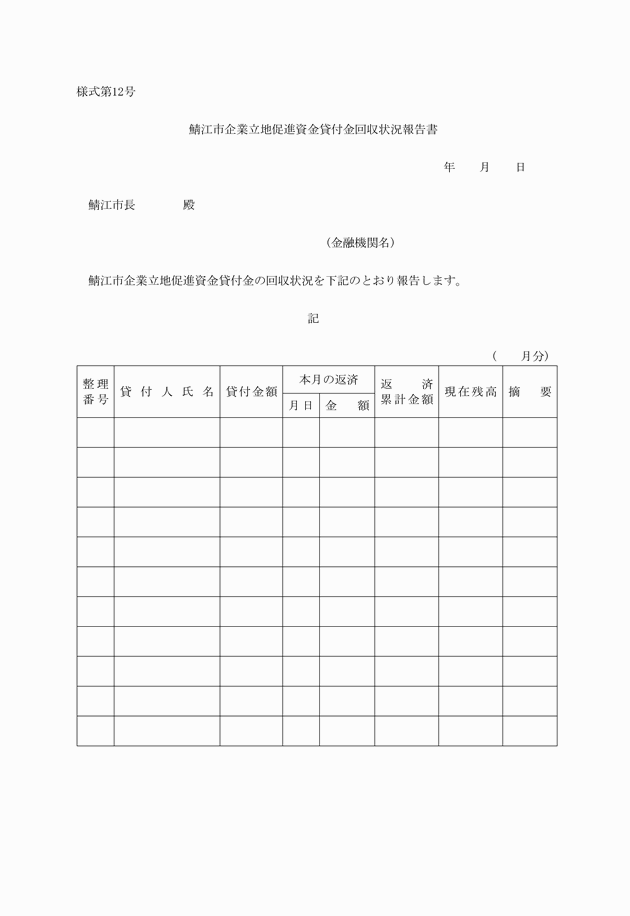 様式第12号
鯖江市企業立地促進資金貸付金回収状況報告書
年　　月　　日
鯖江市長　　　　殿
（金融機関名）
鯖江市企業立地促進資金貸付金の回収状況を下記のとおり報告します。
記
（　　月分）
整理番号　貸付人氏名　貸付金額　本月の返済　返済累計金額　現在残高　摘要
月日　金額